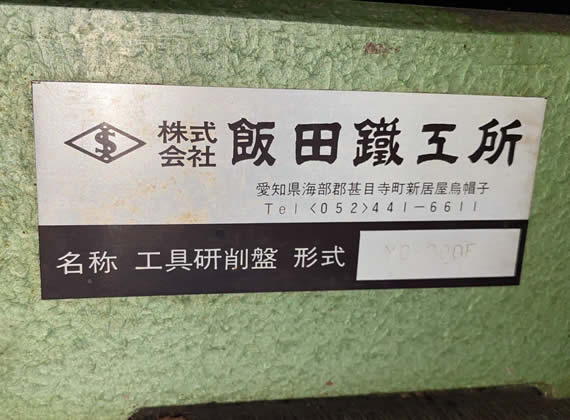 株式会社 飯田鐵工所
愛知県海部郡甚目寺町新居屋烏帽子
Tel<052>441-6611
名称 工具研削盤 形式